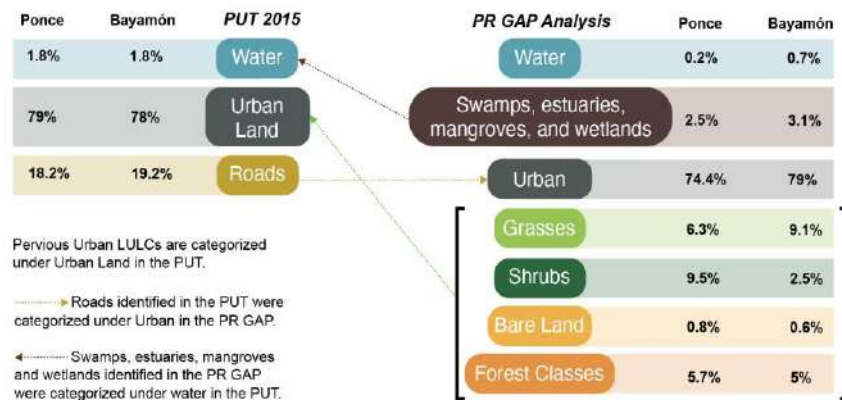 Ponce Bayamón PUT 2015
1.8% 1.8% Water
79% 78% Urban
Land
18.2% 19.2% Roads
Pervious Urban LULCs are categorized
under Urban Land in the PUT.
Roads identified in the PUT were
categorized under Urban in the PR GAP.
Swamps, estuaries, mangroves
and wetlands identified in the PR GAP
were categorized under water in the PUT.
PR GAP Analysis Ponce Bayamón
Water 0.2% 0.7%
Swamps, estuaries,
mangroves, and wetlands 2.5% 3.1%
Urban 74.4% 79%
Grasses 6.3% 9.1%
Shrubs 9.5% 2.5%
Bare Land 0.8% 0.6%
Forest Classes 5.7% 5%